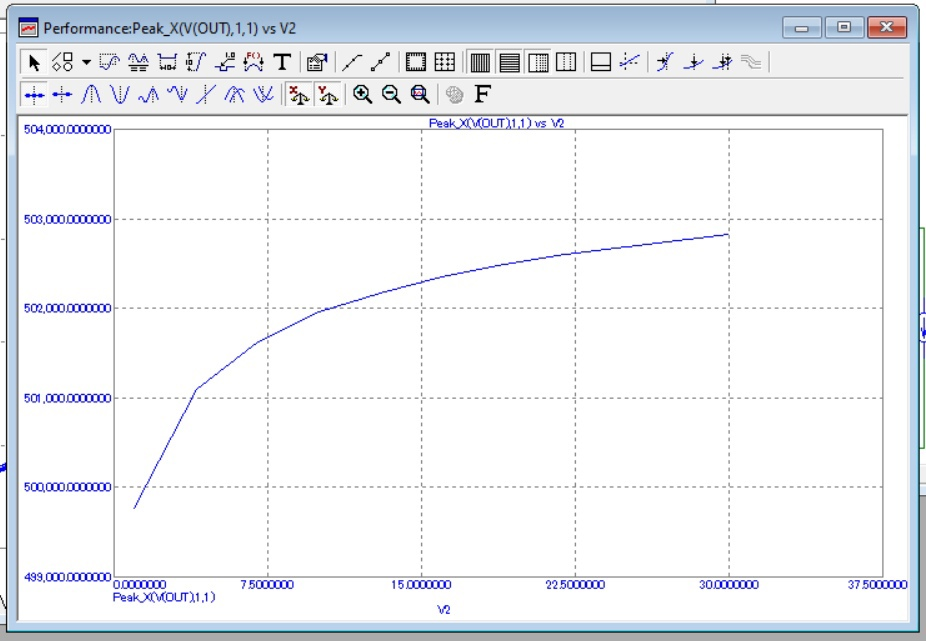 Performance:Peak_X(V(OUT),1,1) vs V2
T
F
Peak_X(V(OUT),1,1) vs V2
504,000.0000000
503,000.0000000
502,000.0000000
501,000.0000000
500,000.0000000
499,000.0000000
0.0000000 7.5000000 15.0000000 22.5000000 30.0000000 37.5000000
Peak_X(V(OUT),1,1)
V2